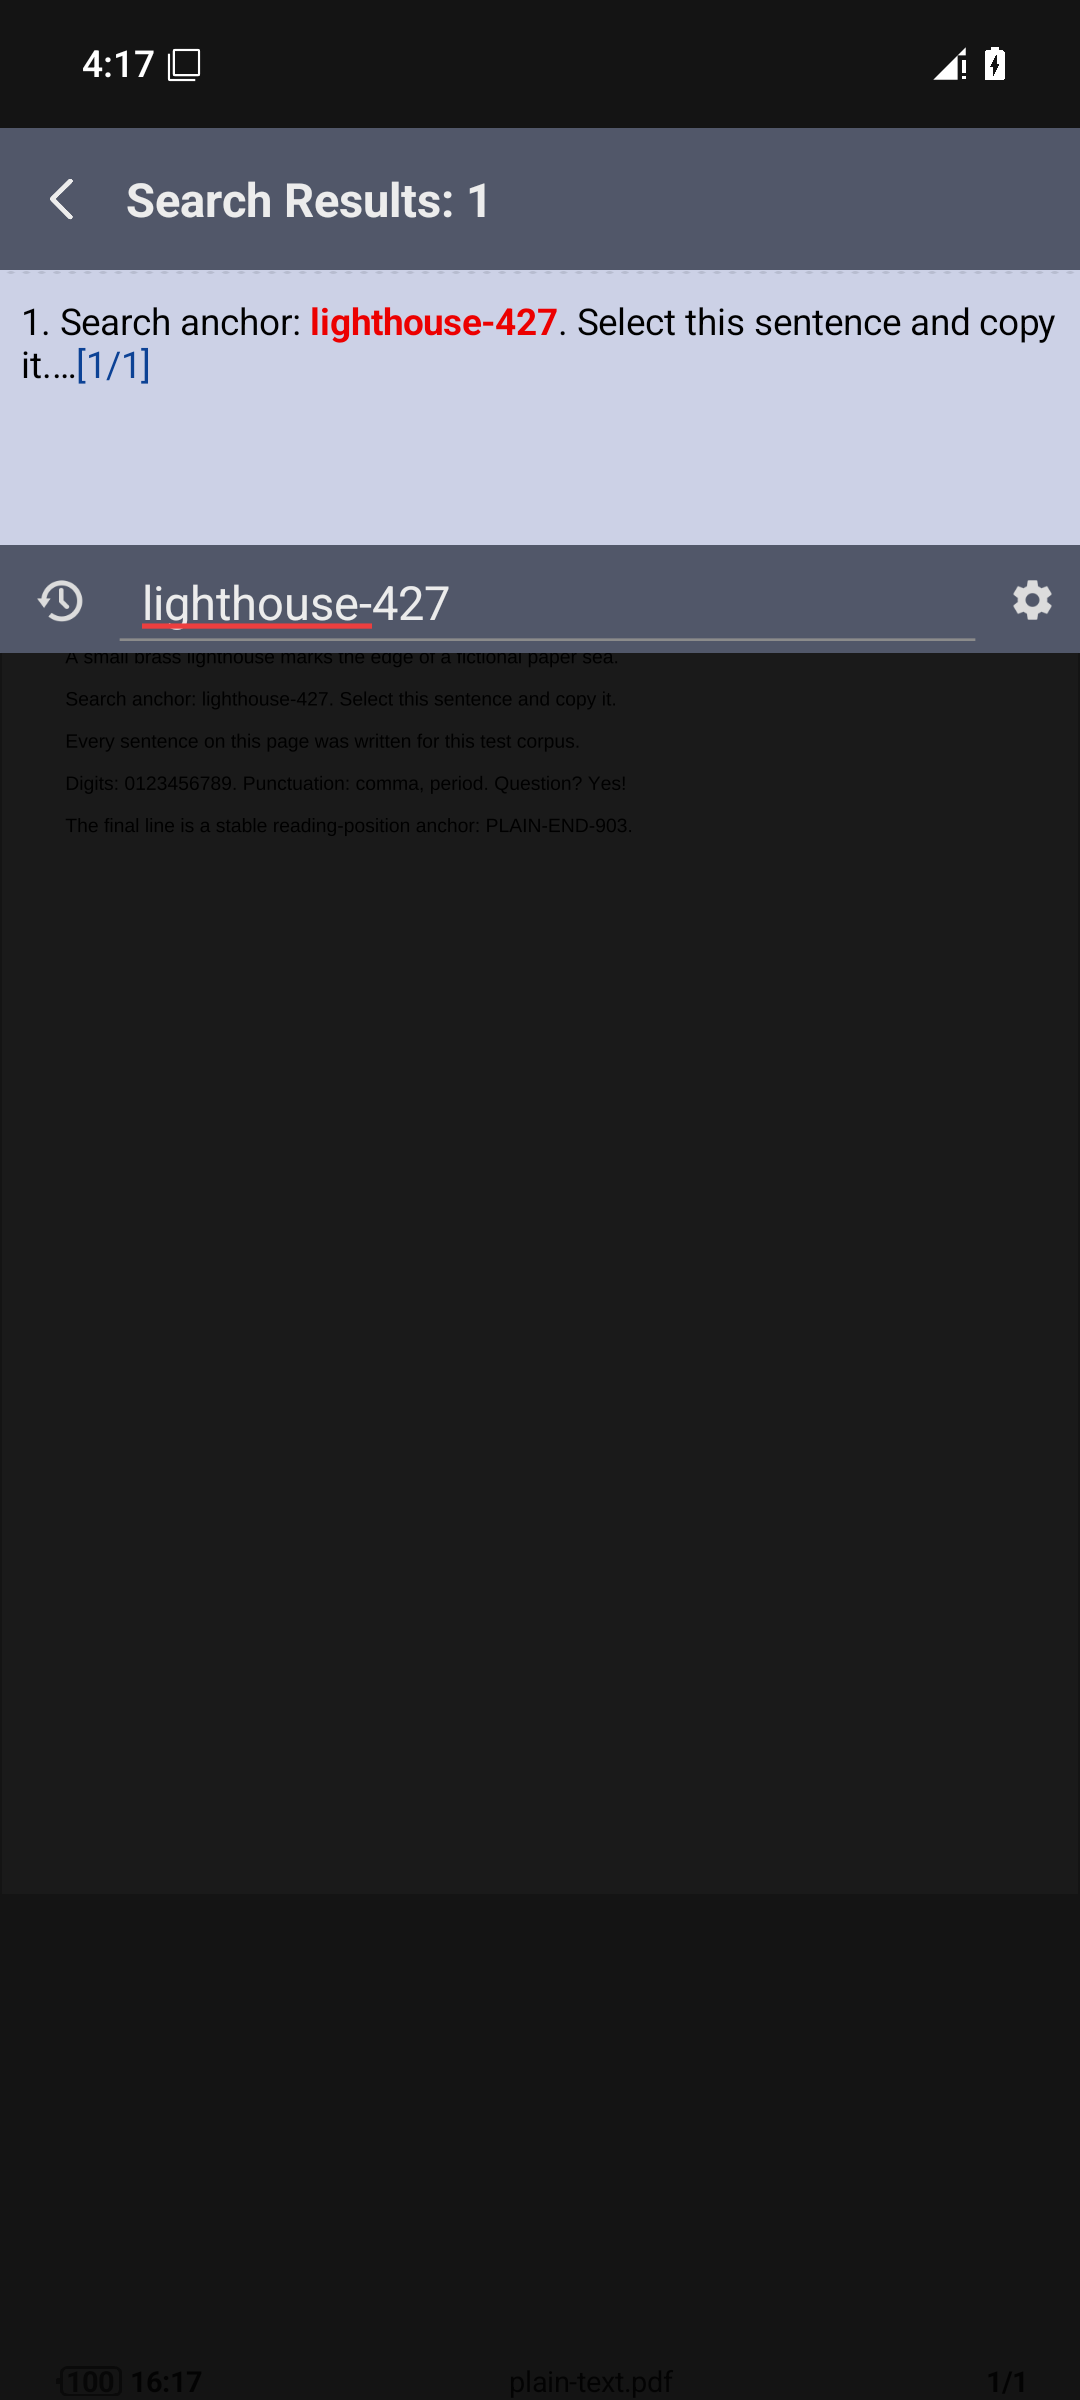 4:17
Search Results: 1
1. Search anchor: lighthouse-427. Select this sentence and copy
it....[1/1]
lighthouse-427
A small brass lighthouse marks the edge of a fictional paper sea.
Search anchor: lighthouse-427. Select this sentence and copy it.
Every sentence on this page was written for this test corpus.
Digits: 0123456789. Punctuation: comma, period. Question? Yes!
The final line is a stable reading-position anchor: PLAIN-END-903.
100 16:17 plain-text.pdf 1/1